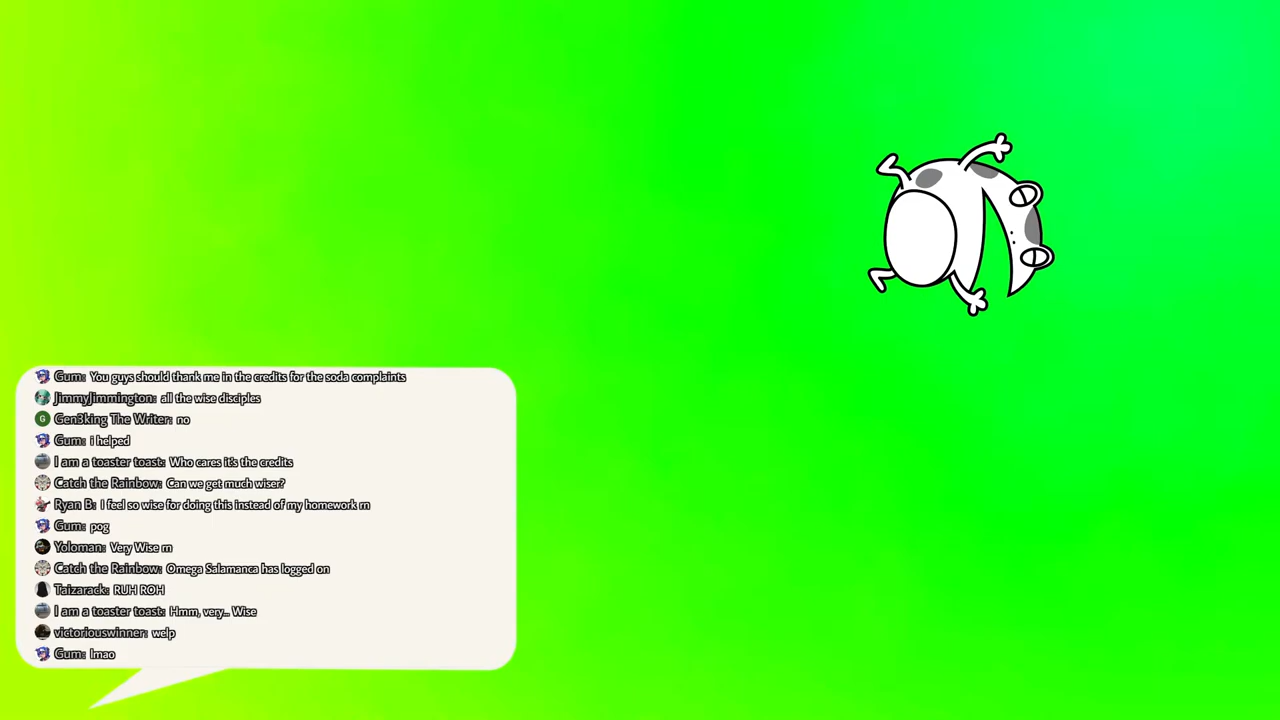 Gum: You guys should thank me in the credits for the soda complaints
JimmyJimmington: all the wise disciples
G Gen3king The Writer: no
Gum: i helped
I am a toaster toast: Who cares it's the credits
Catch the Rainbow: Can we get much wiser?
Ryan B: I feel so wise for doing this instead of my homework rn
Gum: pog
Yoloman: Very Wise rn
Catch the Rainbow: Omega Salamanca has logged on
Taizarack: RUH ROH
I am a toaster toast: Hmm, very... Wise
victoriouswinner: welp
Gum: lmao